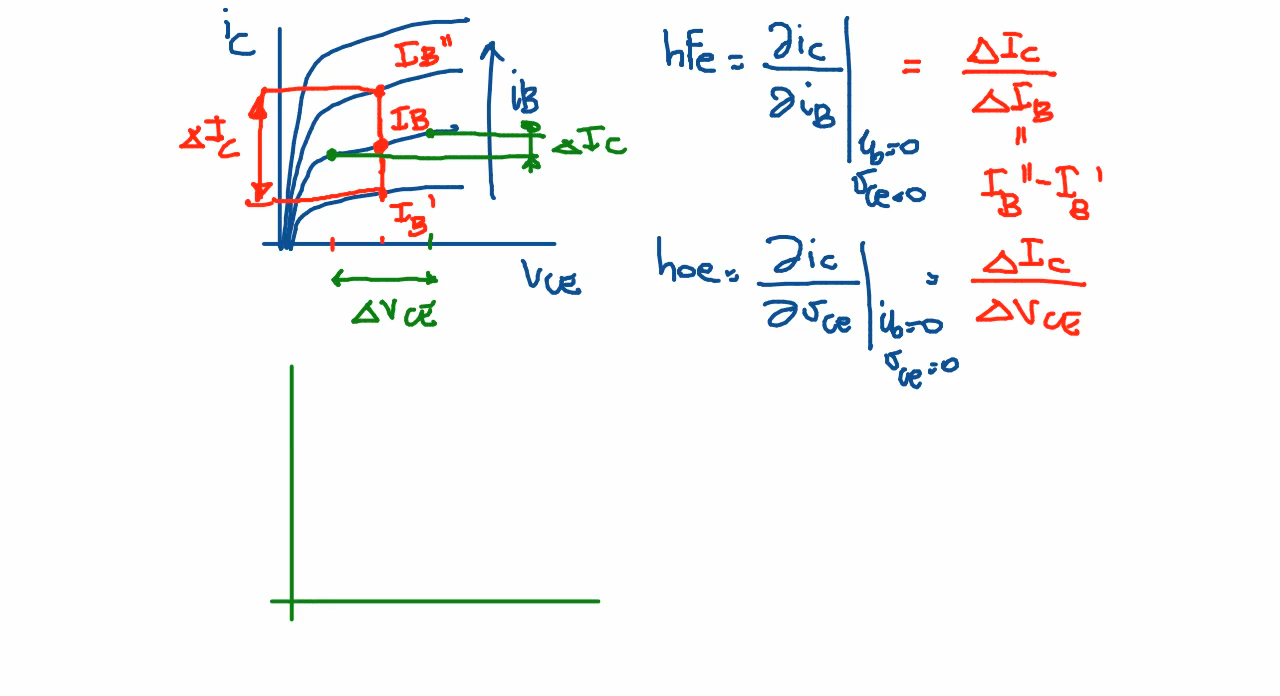 iC
IB"
IB
IB'
iB
ΔIC
ΔIC
VCE
ΔVCE
hFe = ∂iC / ∂iB | ib=0 vce=0 = ΔIC / ΔIB
"
IB" - IB'
hoe = ∂iC / ∂vce | ib=0 vce=0 = ΔIC / ΔVCE